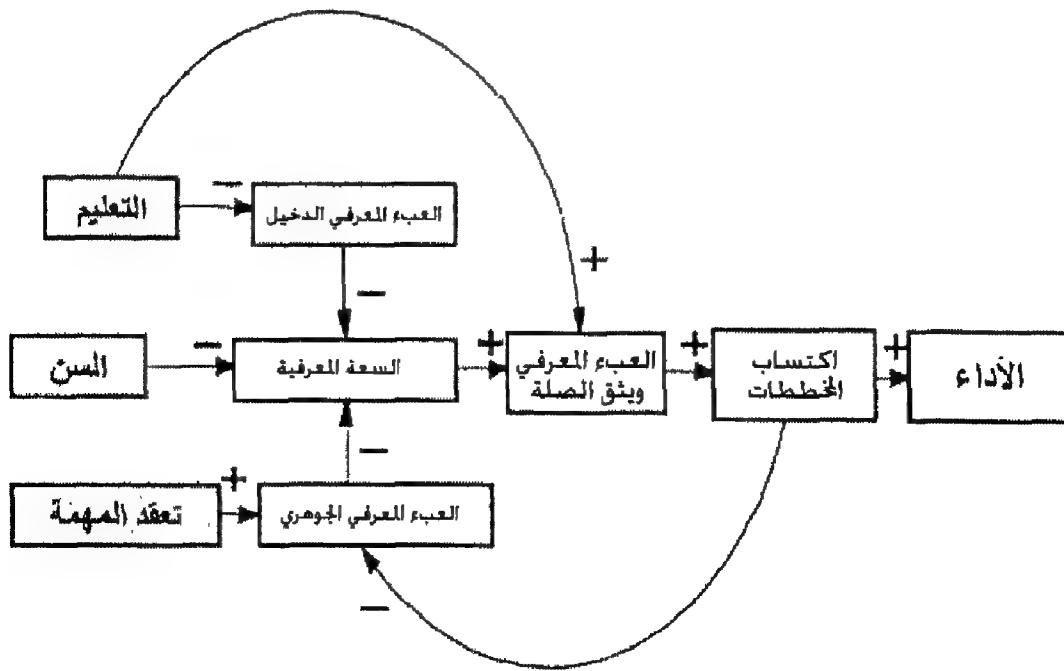 التعليم
−
العبء المعرفي الدخيل
+
−
السن
−
السعة المعرفية
+
العبء المعرفي
وثيق الصلة
+
اكتساب
المخططات
+
الأداء
−
تعقد المهمة
+
العبء المعرفي الجوهري
−